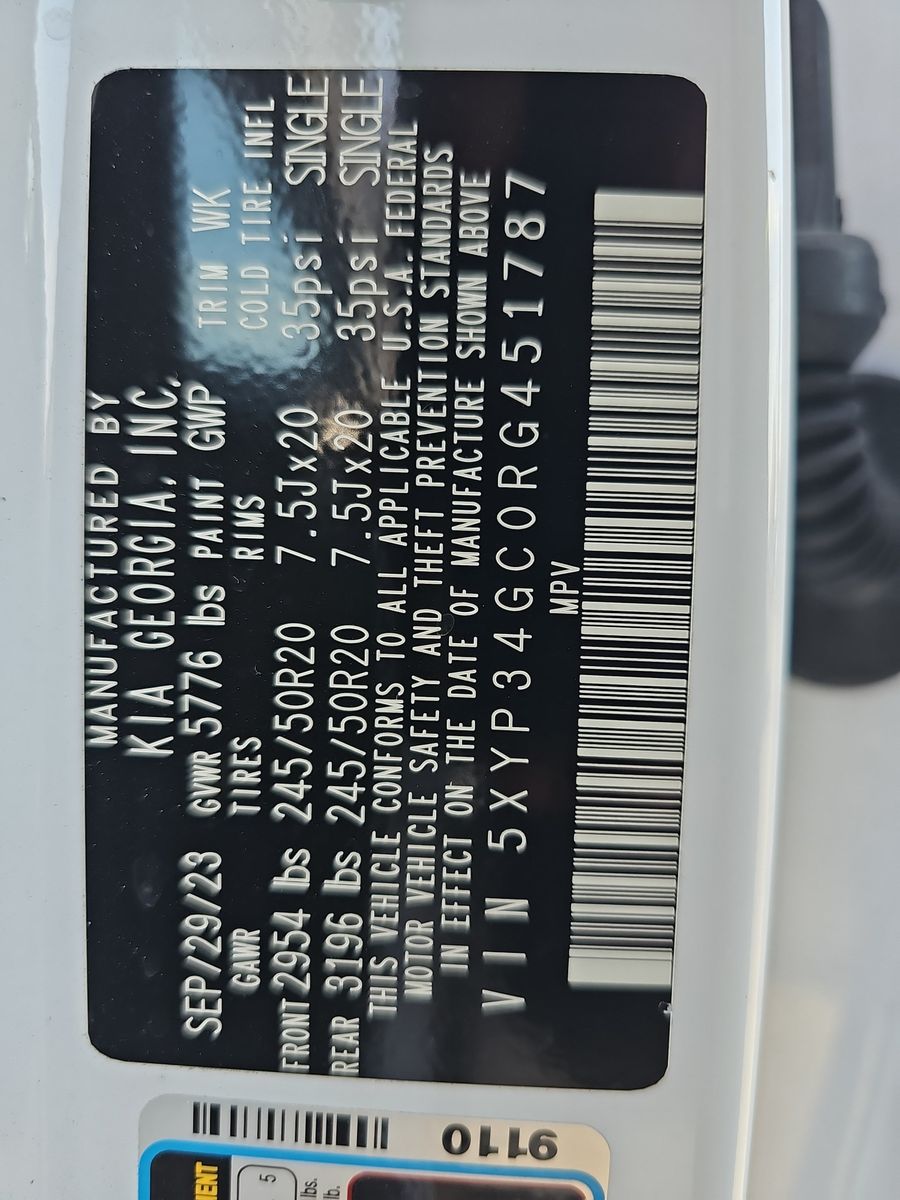 MANUFACTURED BY
KIA GEORGIA, INC.
SEP/29/23 GVWR 5776 lbs PAINT GWP TRIM WK
GAWR TIRES RIMS COLD TIRE INFL
FRONT 2954 lbs 245/50R20 7.5Jx20 35psi SINGLE
REAR 3196 lbs 245/50R20 7.5Jx20 35psi SINGLE
THIS VEHICLE CONFORMS TO ALL APPLICABLE U.S.A. FEDERAL
MOTOR VEHICLE SAFETY AND THEFT PREVENTION STANDARDS
IN EFFECT ON THE DATE OF MANUFACTURE SHOWN ABOVE
VIN 5XYP34GC0RG451787
MPV
9110
5
lbs.
lb.